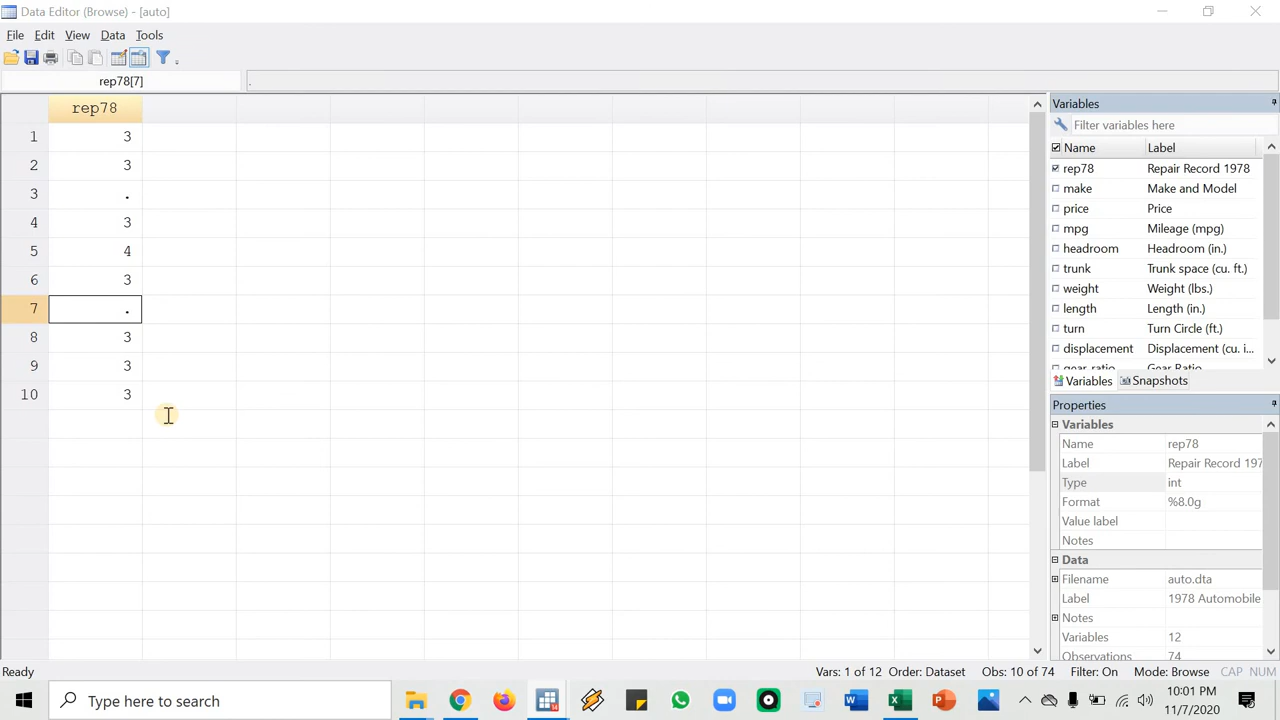 Data Editor (Browse) - [auto]
File Edit View Data Tools
rep78[7] .
rep78
1 3
2 3
3 .
4 3
5 4
6 3
7 .
8 3
9 3
10 3
Variables
Filter variables here
Name Label
rep78 Repair Record 1978
make Make and Model
price Price
mpg Mileage (mpg)
headroom Headroom (in.)
trunk Trunk space (cu. ft.)
weight Weight (lbs.)
length Length (in.)
turn Turn Circle (ft.)
displacement Displacement (cu. i...
gear_ratio Gear Ratio
Variables Snapshots
Properties
Variables
Name rep78
Label Repair Record 197
Type int
Format %8.0g
Value label
Notes
Data
Filename auto.dta
Label 1978 Automobile
Notes
Variables 12
Observations 74
Ready Vars: 1 of 12 Order: Dataset Obs: 10 of 74 Filter: On Mode: Browse CAP NUM
Type here to search
10:01 PM
11/7/2020